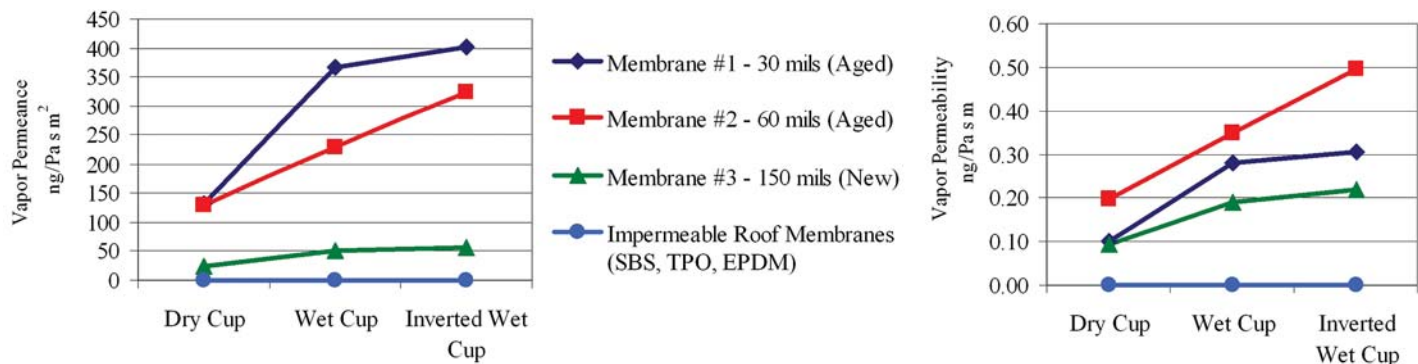 Vapor Permeance
ng/Pa s m²
450
400
350
300
250
200
150
100
50
0
Dry Cup
Wet Cup
Inverted Wet
Cup
Membrane #1 - 30 mils (Aged)
Membrane #2 - 60 mils (Aged)
Membrane #3 - 150 mils (New)
Impermeable Roof Membranes
(SBS, TPO, EPDM)
Vapor Permeability
ng/Pa s m
0.60
0.50
0.40
0.30
0.20
0.10
0.00
Dry Cup
Wet Cup
Inverted
Wet Cup